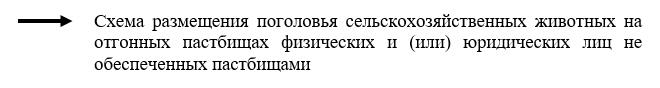 Схема размещения поголовья сельскохозяйственных животных на
отгонных пастбищах физических и (или) юридических лиц не
обеспеченных пастбищами